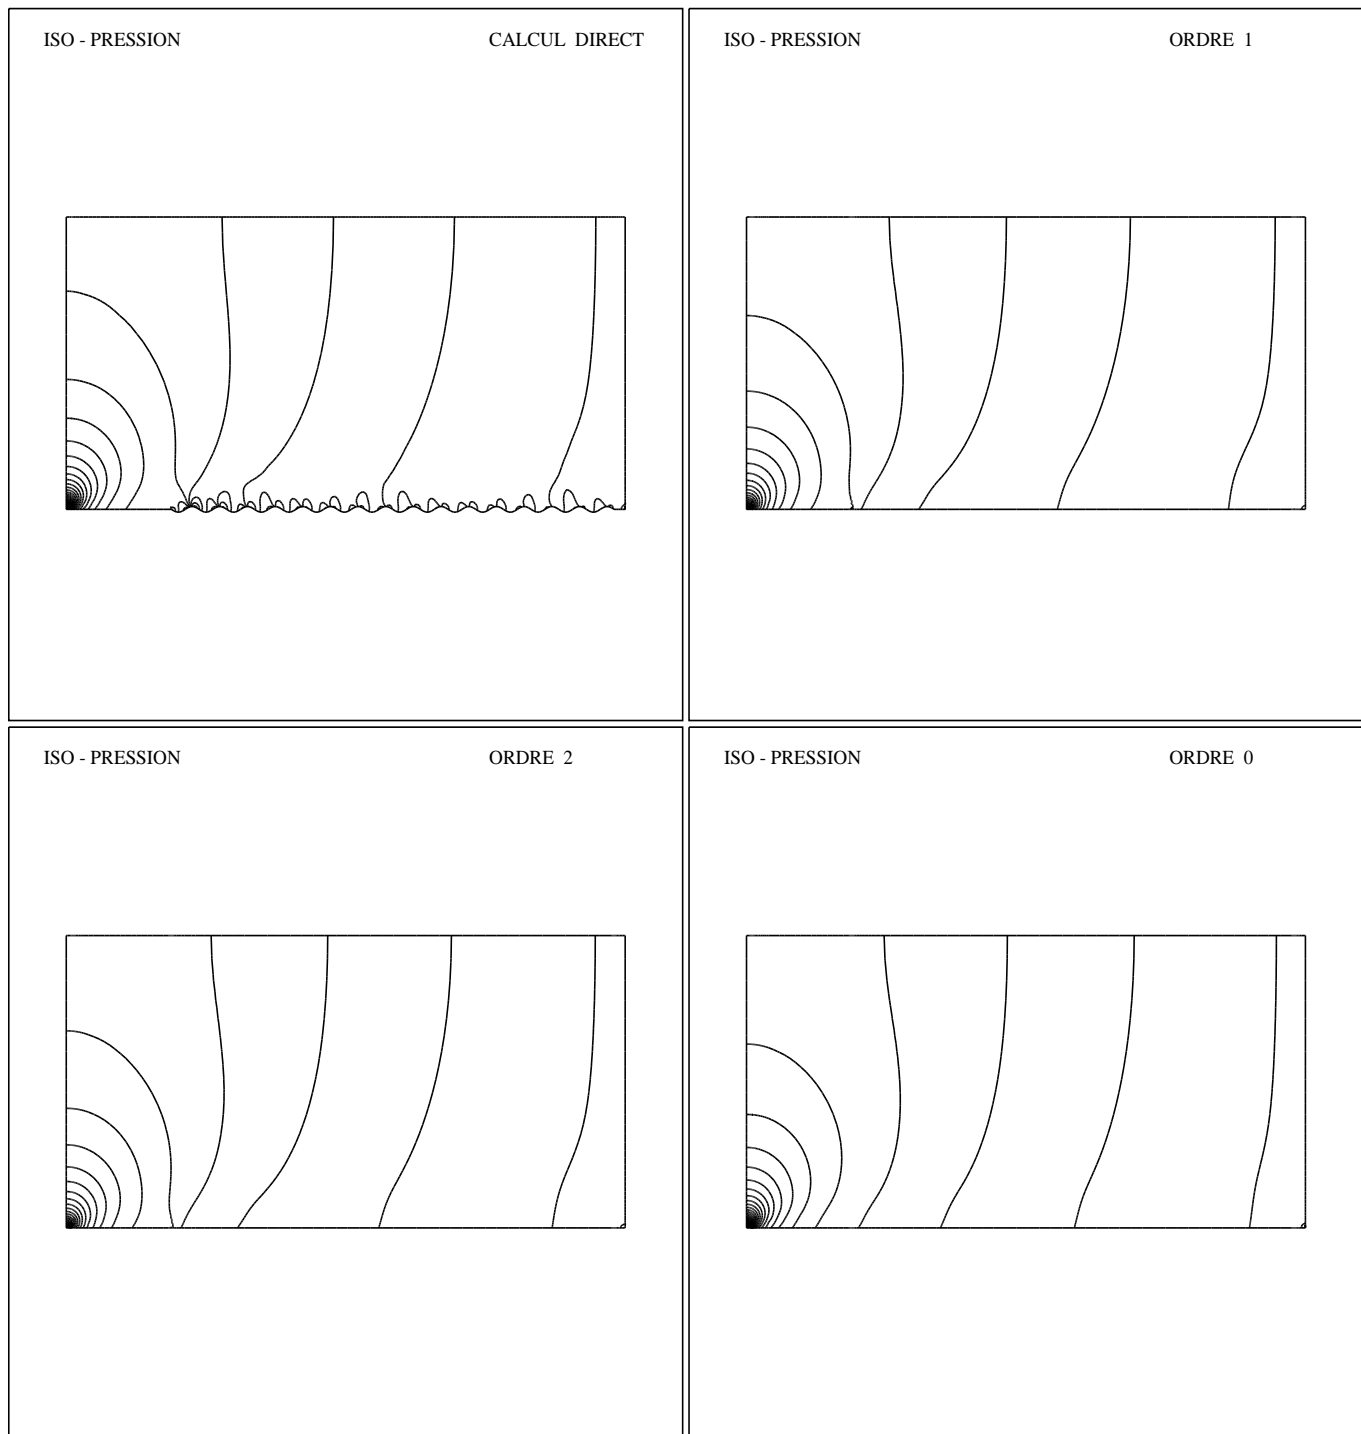 ISO - PRESSION
CALCUL DIRECT
ISO - PRESSION
ORDRE 1
ISO - PRESSION
ORDRE 2
ISO - PRESSION
ORDRE 0